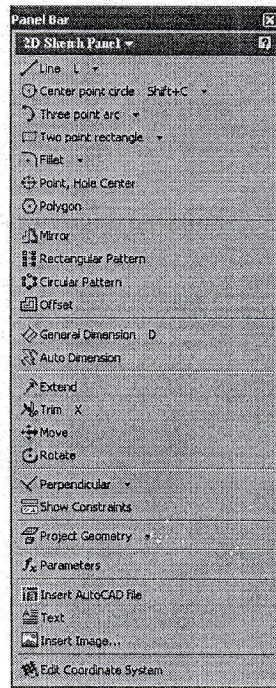 Panel Bar
2D Sketch Panel
Line L
Center point circle Shift+C
Three point arc
Two point rectangle
Fillet
Point, Hole Center
Polygon
Mirror
Rectangular Pattern
Circular Pattern
Offset
General Dimension D
Auto Dimension
Extend
Trim X
Move
Rotate
Perpendicular
Show Constraints
Project Geometry
fx Parameters
Insert AutoCAD file
Text
Insert Image...
Edit Coordinate System